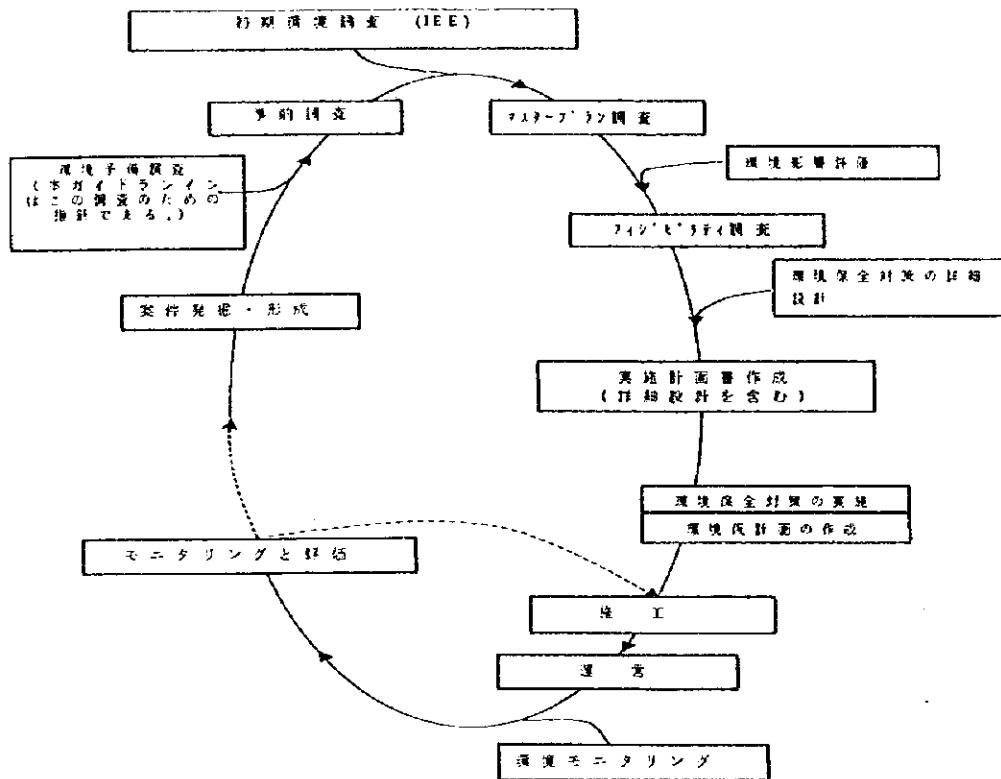 初期環境調査 (IEE)
事前調査
マスタープラン調査
環境予備調査
(本ガイドラインイン
はこの調査のための
指針である。)
環境影響評価
フィジビリティ調査
環境保全対策の詳細
設計
案件発掘・形成
実施計画書作成
(詳細設計を含む)
環境保全対策の実施
の作成
モニタリングと評価
施工
運営
環境モニタリング